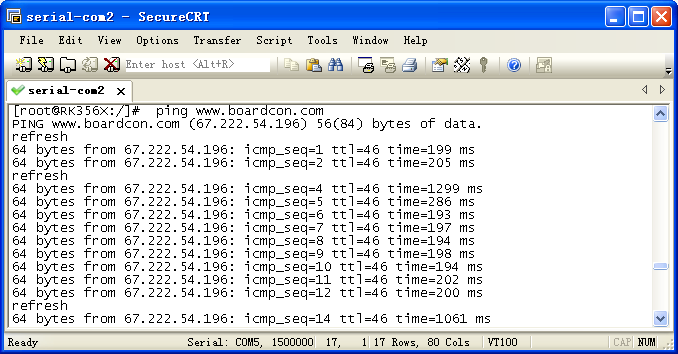 serial-com2 - SecureCRT
File Edit View Options Transfer Script Tools Window Help
Enter host <Alt+R>
serial-com2
[root@RK356X:/]#  ping www.boardcon.com
PING www.boardcon.com (67.222.54.196) 56(84) bytes of data.
refresh
64 bytes from 67.222.54.196: icmp_seq=1 ttl=46 time=199 ms
64 bytes from 67.222.54.196: icmp_seq=2 ttl=46 time=205 ms
refresh
64 bytes from 67.222.54.196: icmp_seq=4 ttl=46 time=1299 ms
64 bytes from 67.222.54.196: icmp_seq=5 ttl=46 time=286 ms
64 bytes from 67.222.54.196: icmp_seq=6 ttl=46 time=193 ms
64 bytes from 67.222.54.196: icmp_seq=7 ttl=46 time=197 ms
64 bytes from 67.222.54.196: icmp_seq=8 ttl=46 time=194 ms
64 bytes from 67.222.54.196: icmp_seq=9 ttl=46 time=198 ms
64 bytes from 67.222.54.196: icmp_seq=10 ttl=46 time=194 ms
64 bytes from 67.222.54.196: icmp_seq=11 ttl=46 time=202 ms
64 bytes from 67.222.54.196: icmp_seq=12 ttl=46 time=200 ms
refresh
64 bytes from 67.222.54.196: icmp_seq=14 ttl=46 time=1061 ms
Ready Serial: COM5, 1500000 17, 1 17 Rows, 80 Cols VT100 CAP NUM